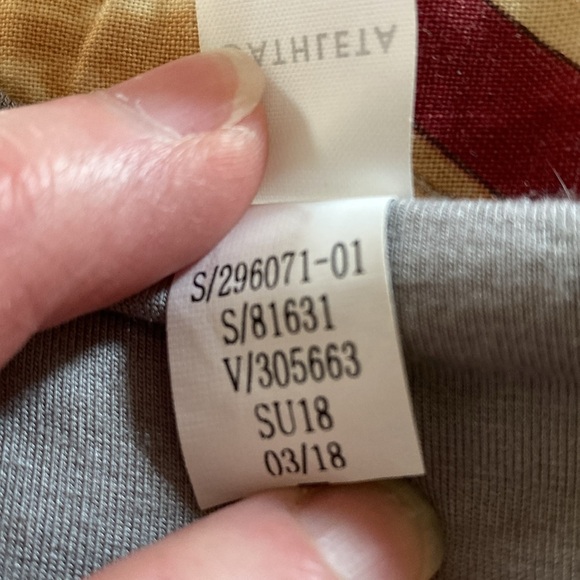 ATHLETA
S/296071-01
S/81631
V/305663
SU18
03/18